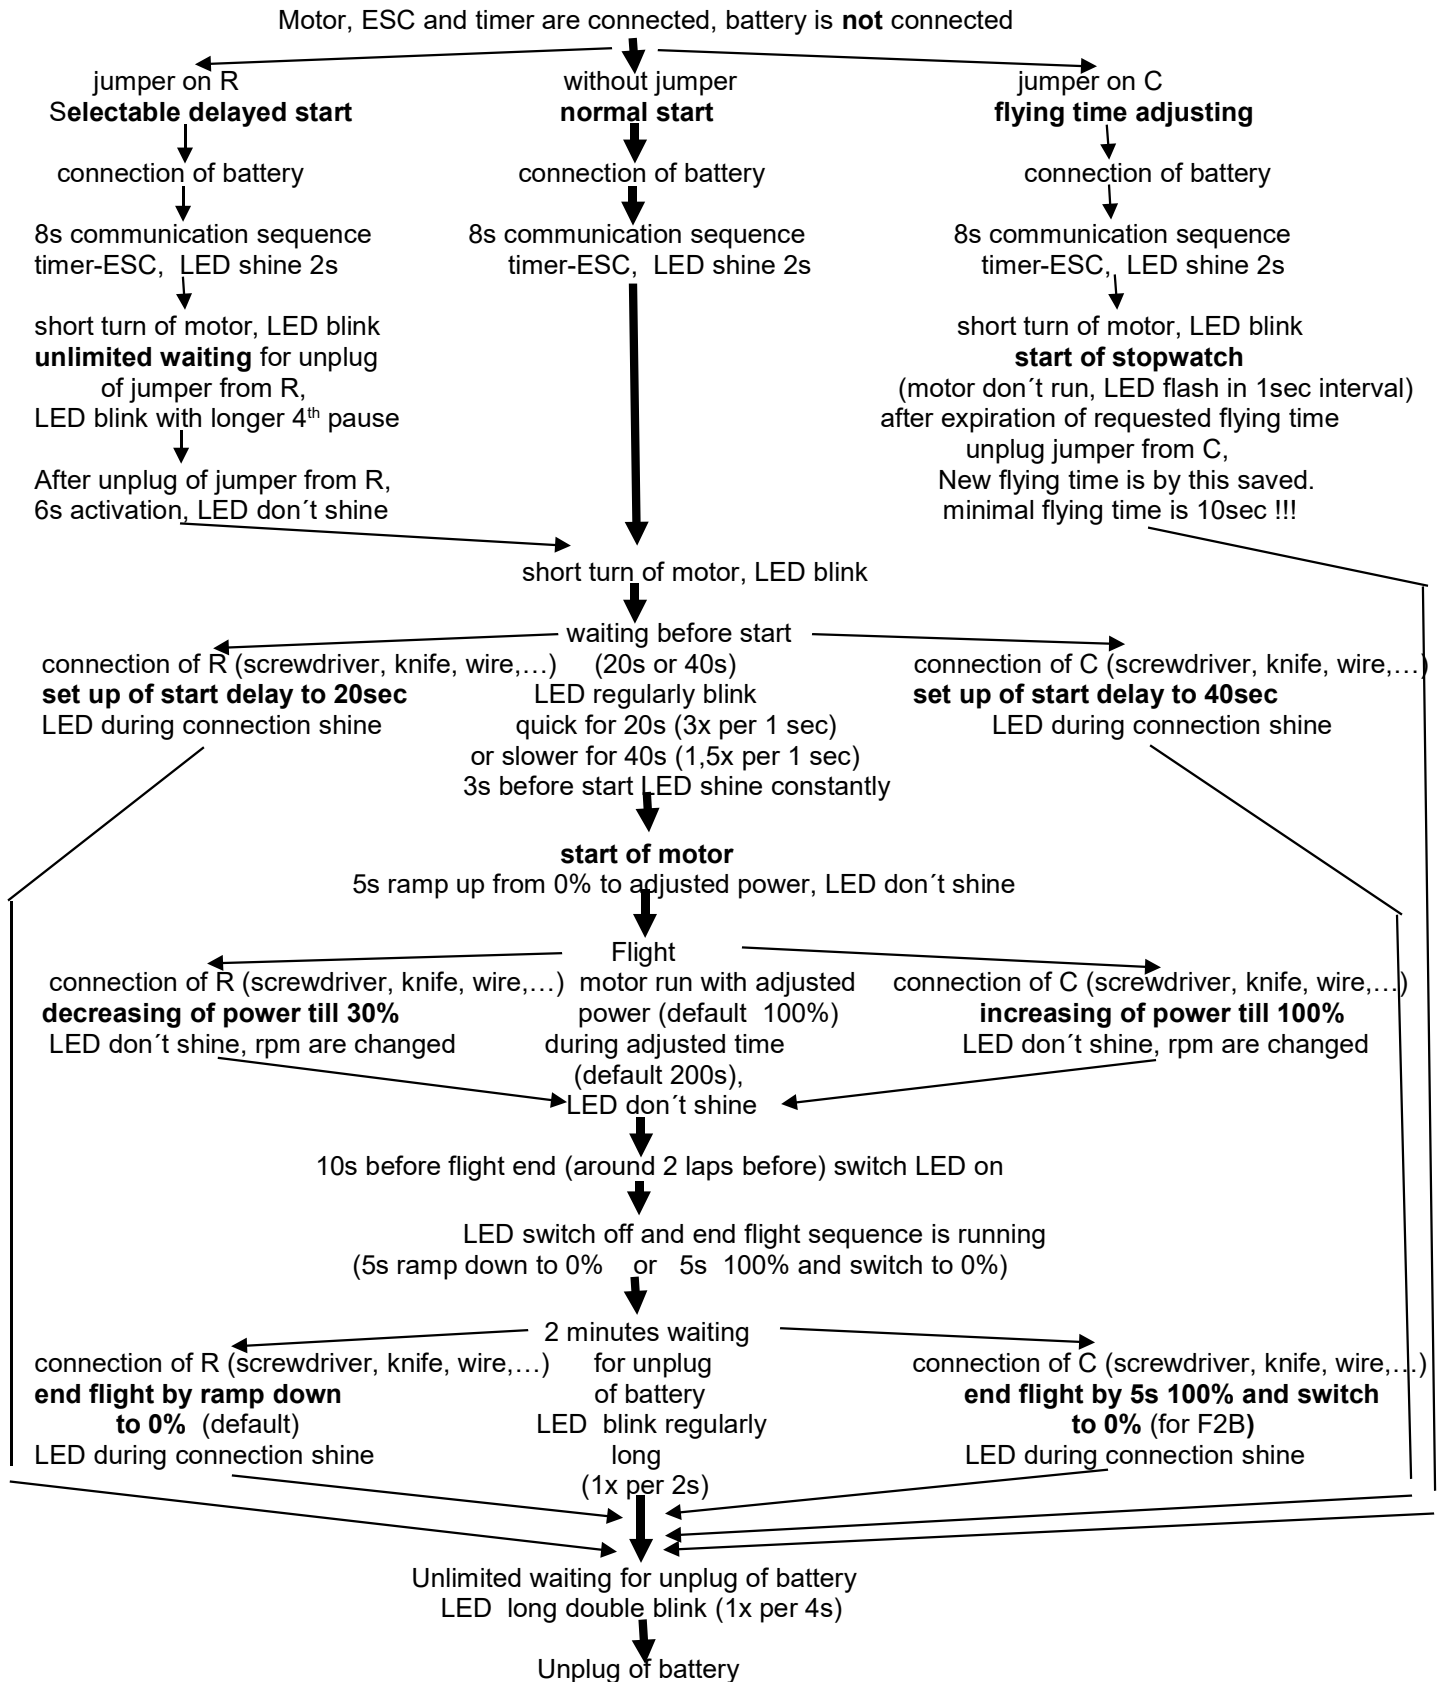 Motor, ESC and timer are connected, battery is not connected
jumper on R
Selectable delayed start
without jumper
normal start
jumper on C
flying time adjusting
connection of battery
connection of battery
connection of battery
8s communication sequence
timer-ESC, LED shine 2s
8s communication sequence
timer-ESC, LED shine 2s
8s communication sequence
timer-ESC, LED shine 2s
short turn of motor, LED blink
unlimited waiting for unplug
of jumper from R,
LED blink with longer 4th pause
short turn of motor, LED blink
start of stopwatch
(motor don´t run, LED flash in 1sec interval)
after expiration of requested flying time
unplug jumper from C,
New flying time is by this saved.
minimal flying time is 10sec !!!
After unplug of jumper from R,
6s activation, LED don´t shine
short turn of motor, LED blink
connection of R (screwdriver, knife, wire,…)
set up of start delay to 20sec
LED during connection shine
waiting before start
(20s or 40s)
LED regularly blink
quick for 20s (3x per 1 sec)
or slower for 40s (1,5x per 1 sec)
3s before start LED shine constantly
connection of C (screwdriver, knife, wire,…)
set up of start delay to 40sec
LED during connection shine
start of motor
5s ramp up from 0% to adjusted power, LED don´t shine
connection of R (screwdriver, knife, wire,…)
decreasing of power till 30%
LED don´t shine, rpm are changed
Flight
motor run with adjusted
power (default 100%)
during adjusted time
(default 200s),
LED don´t shine
connection of C (screwdriver, knife, wire,…)
increasing of power till 100%
LED don´t shine, rpm are changed
10s before flight end (around 2 laps before) switch LED on
LED switch off and end flight sequence is running
(5s ramp down to 0% or 5s 100% and switch to 0%)
connection of R (screwdriver, knife, wire,…)
end flight by ramp down
to 0% (default)
LED during connection shine
2 minutes waiting
for unplug
of battery
LED blink regularly
long
(1x per 2s)
connection of C (screwdriver, knife, wire,…)
end flight by 5s 100% and switch
to 0% (for F2B)
LED during connection shine
Unlimited waiting for unplug of battery
LED long double blink (1x per 4s)
Unplug of battery